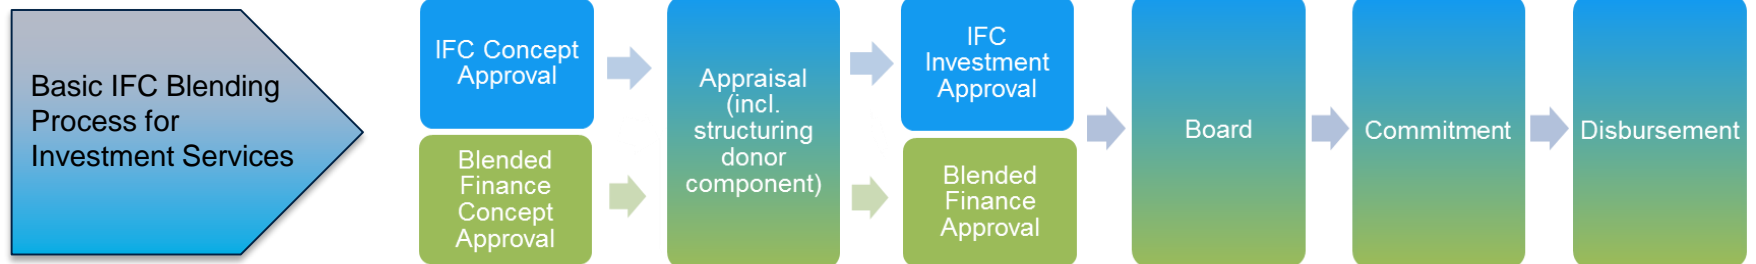 Basic IFC Blending
Process for
Investment Services
IFC Concept
Approval
Blended
Finance
Concept
Approval
Appraisal
(incl.
structuring
donor
component)
IFC
Investment
Approval
Blended
Finance
Approval
Board
Commitment
Disbursement